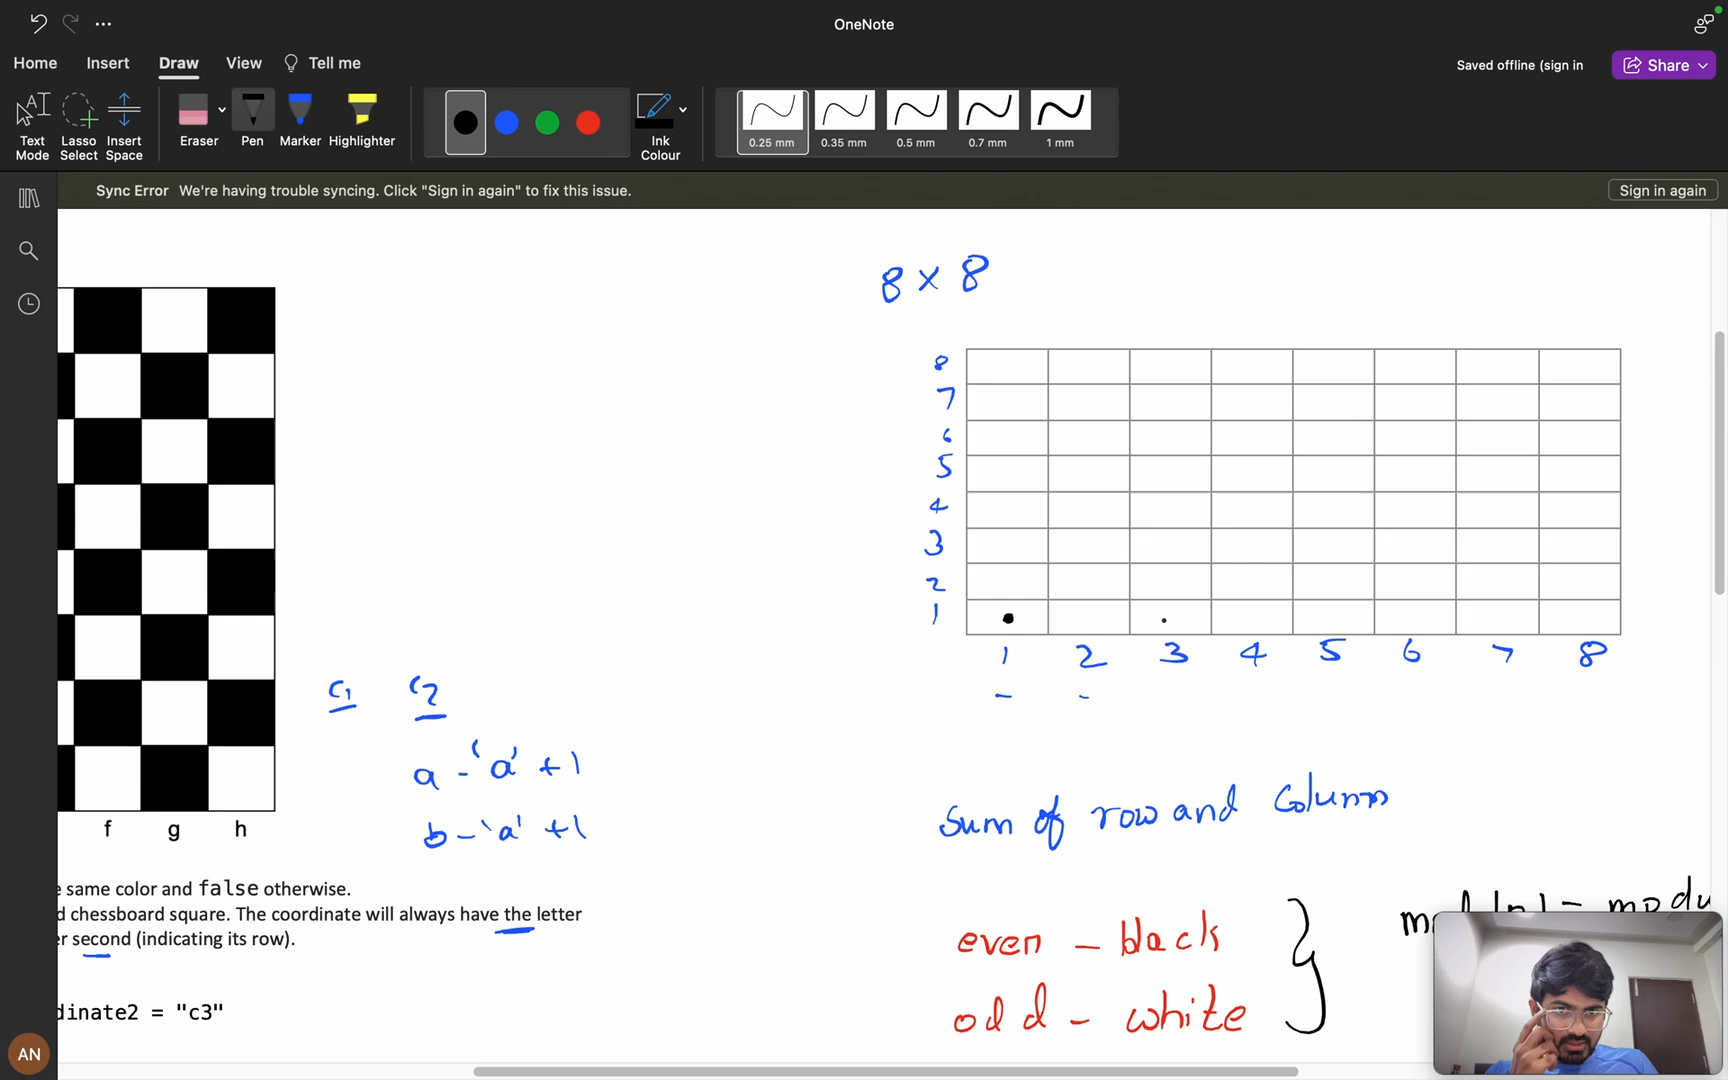 OneNote
Home Insert Draw View Tell me
Saved offline (sign in
Share
Text Mode
Lasso Select
Insert Space
Eraser
Pen
Marker
Highlighter
Ink Colour
0.25 mm
0.35 mm
0.5 mm
0.7 mm
1 mm
Sync Error We're having trouble syncing. Click "Sign in again" to fix this issue.
Sign in again
8 x 8
8
7
6
5
4
3
2
1
1 2 3 4 5 6 7 8
c1 c2
a - 'a' + 1
b - 'a' + 1
f g h
sum of row and column
e same color and false otherwise.
d chessboard square. The coordinate will always have the letter
er second (indicating its row).
dinate2 = "c3"
even - black
odd - white
modu
AN